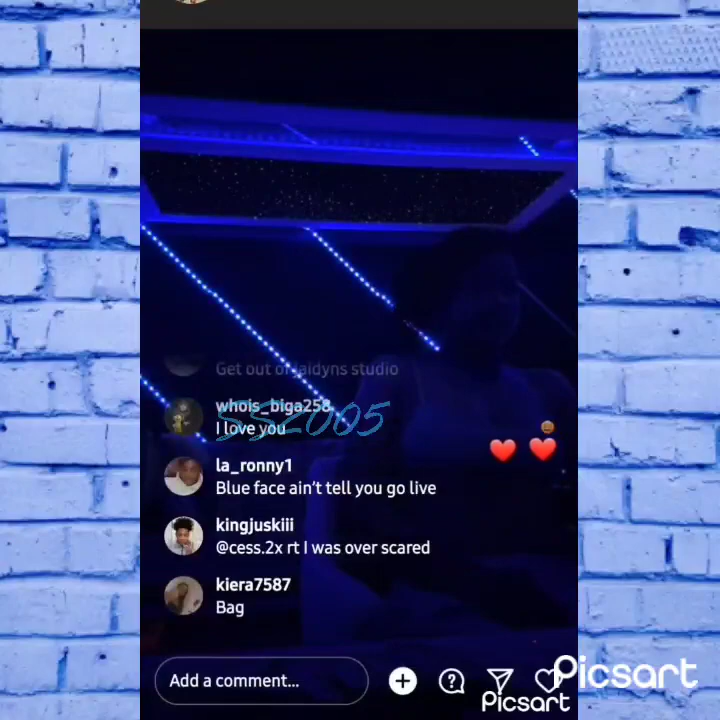 Get out of Jaidyns studio
whois_biga258
I love you
SS2005
la_ronny1
Blue face ain't tell you go live
kingjuskiii
@cess.2x rt I was over scared
kiera7587
Bag
Add a comment...
Picsart
Picsart